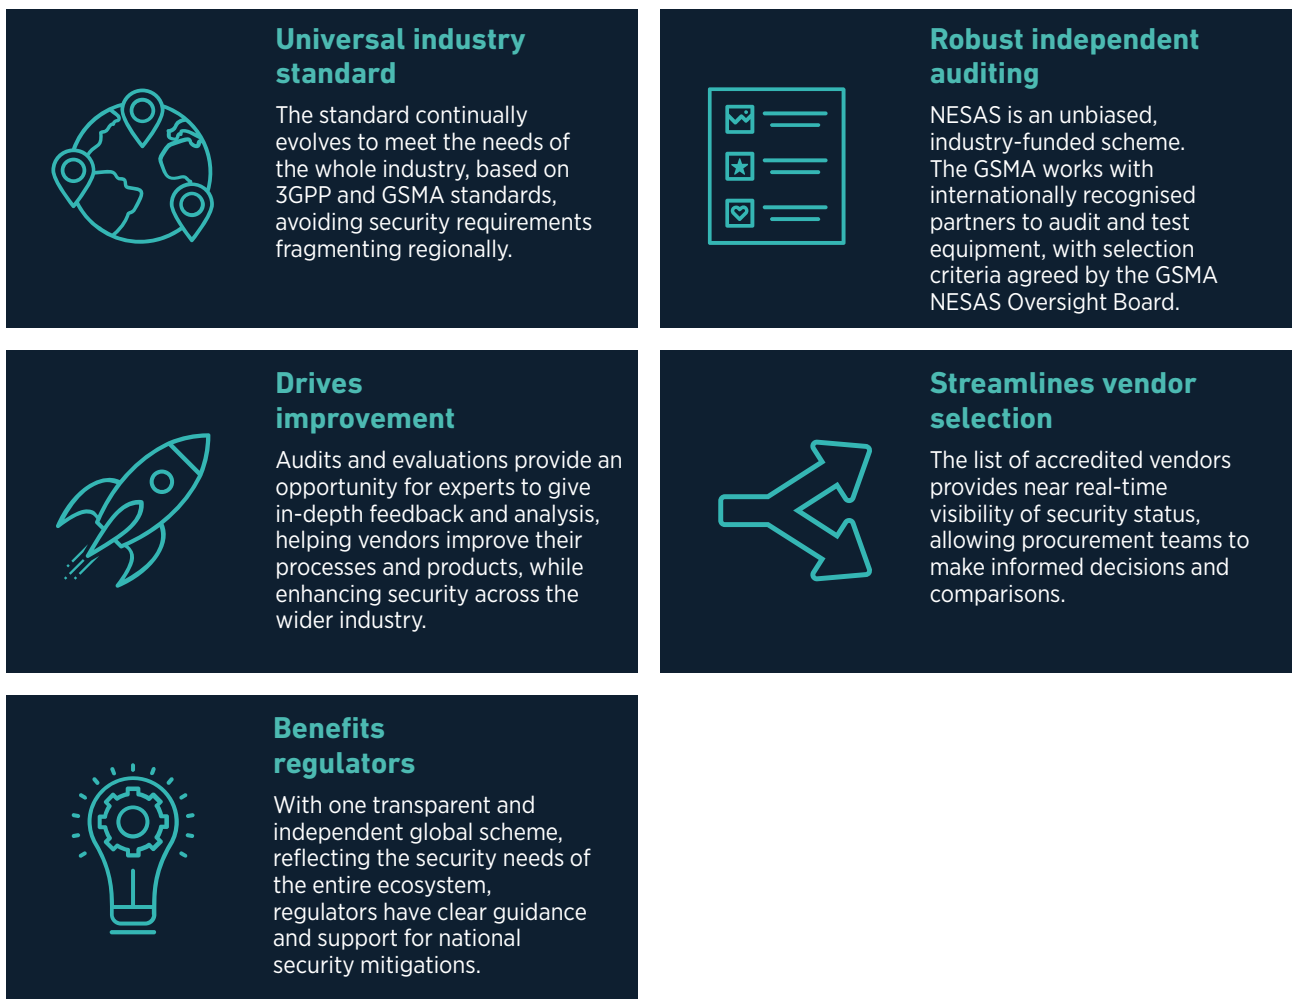 Universal industry
standard
The standard continually
evolves to meet the needs of
the whole industry, based on
3GPP and GSMA standards,
avoiding security requirements
fragmenting regionally.
Robust independent
auditing
NESAS is an unbiased,
industry-funded scheme.
The GSMA works with
internationally recognised
partners to audit and test
equipment, with selection
criteria agreed by the GSMA
NESAS Oversight Board.
Drives
improvement
Audits and evaluations provide an
opportunity for experts to give
in-depth feedback and analysis,
helping vendors improve their
processes and products, while
enhancing security across the
wider industry.
Streamlines vendor
selection
The list of accredited vendors
provides near real-time
visibility of security status,
allowing procurement teams to
make informed decisions and
comparisons.
Benefits
regulators
With one transparent and
independent global scheme,
reflecting the security needs of
the entire ecosystem,
regulators have clear guidance
and support for national
security mitigations.